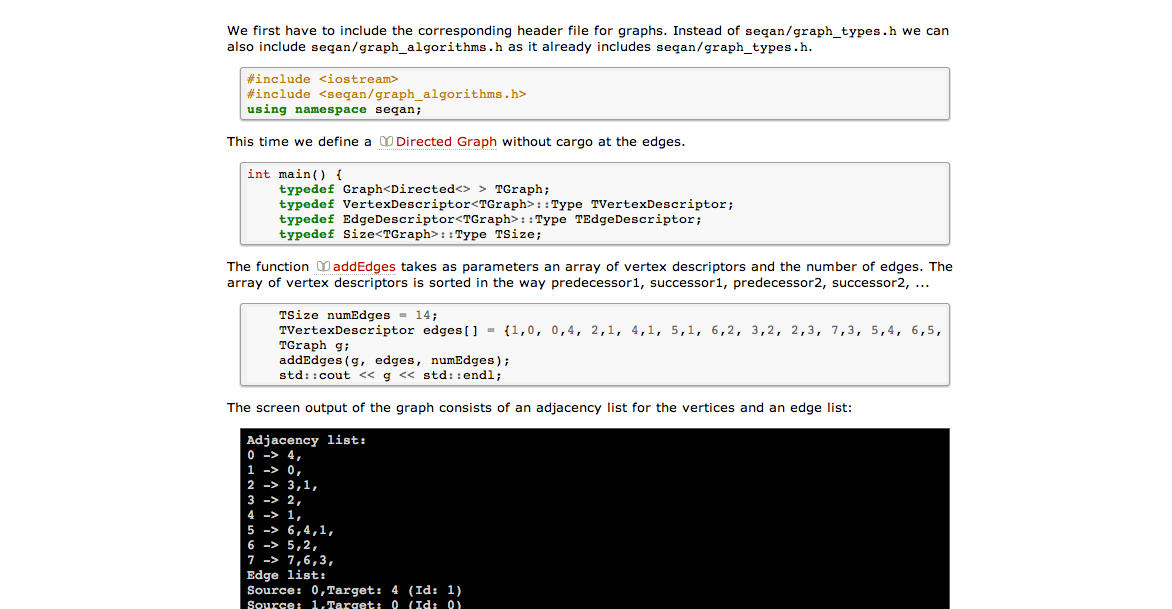 We first have to include the corresponding header file for graphs. Instead of seqan/graph_types.h we can
also include seqan/graph_algorithms.h as it already includes seqan/graph_types.h.
#include <iostream>
#include <seqan/graph_algorithms.h>
using namespace seqan;
This time we define a Directed Graph without cargo at the edges.
int main() {
    typedef Graph<Directed<> > TGraph;
    typedef VertexDescriptor<TGraph>::Type TVertexDescriptor;
    typedef EdgeDescriptor<TGraph>::Type TEdgeDescriptor;
    typedef Size<TGraph>::Type TSize;
The function addEdges takes as parameters an array of vertex descriptors and the number of edges. The
array of vertex descriptors is sorted in the way predecessor1, successor1, predecessor2, successor2, ...
    TSize numEdges = 14;
    TVertexDescriptor edges[] = {1,0, 0,4, 2,1, 4,1, 5,1, 6,2, 3,2, 2,3, 7,3, 5,4, 6,5,
    TGraph g;
    addEdges(g, edges, numEdges);
    std::cout << g << std::endl;
The screen output of the graph consists of an adjacency list for the vertices and an edge list:
Adjacency list:
0 -> 4,
1 -> 0,
2 -> 3,1,
3 -> 2,
4 -> 1,
5 -> 6,4,1,
6 -> 5,2,
7 -> 7,6,3,
Edge list:
Source: 0,Target: 4 (Id: 1)
Source: 1,Target: 0 (Id: 0)